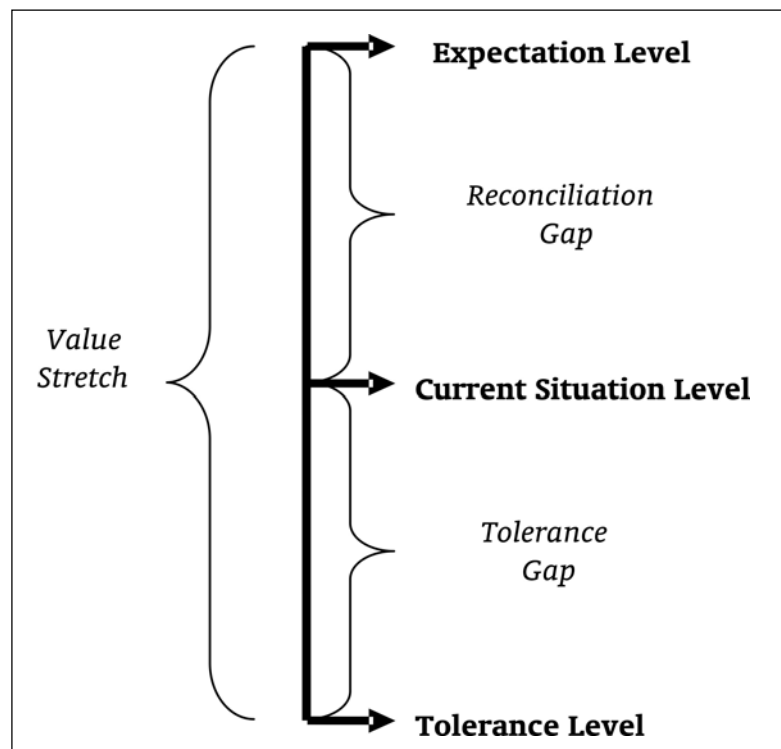 Expectation Level
Reconciliation
Gap
Value
Stretch
Current Situation Level
Tolerance
Gap
Tolerance Level